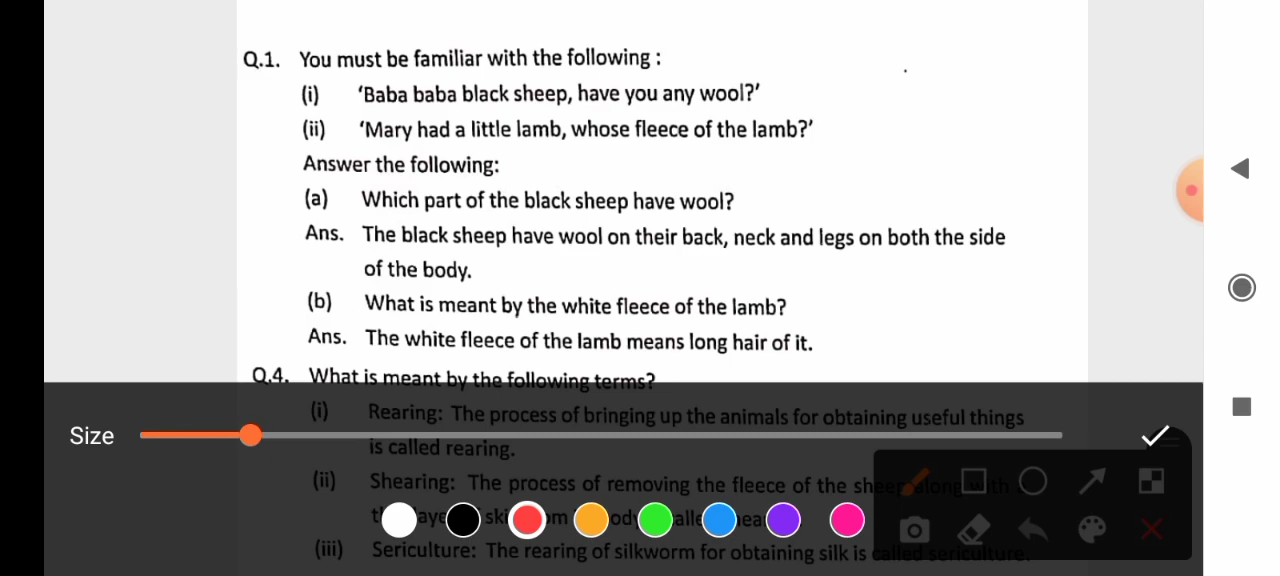 Q.1. You must be familiar with the following :
(i) ‘Baba baba black sheep, have you any wool?’
(ii) ‘Mary had a little lamb, whose fleece of the lamb?’
Answer the following:
(a) Which part of the black sheep have wool?
Ans. The black sheep have wool on their back, neck and legs on both the side
of the body.
(b) What is meant by the white fleece of the lamb?
Ans. The white fleece of the lamb means long hair of it.
Q.4. What is meant by the following terms?
(i) Rearing: The process of bringing up the animals for obtaining useful things
Size
is called rearing.
(ii) Shearing: The process of removing the fleece of the sheep along with
(iii) Sericulture: The rearing of silkworm for obtaining silk is called sericulture.